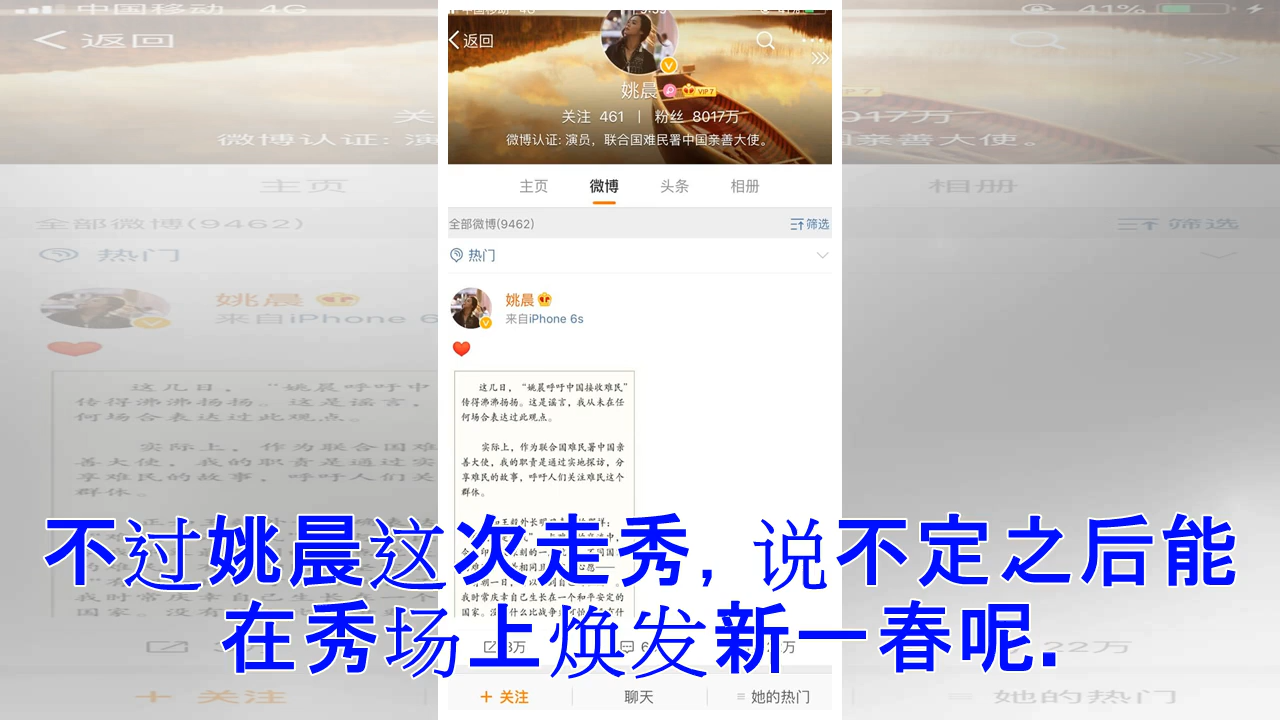 返回
姚晨 VIP 7
关注 461 | 粉丝 8017万
微博认证: 演员，联合国难民署中国亲善大使。
主页 微博 头条 相册
全部微博(9462) 筛选
热门
姚晨
来自iPhone 6s
这几日，“姚晨呼吁中国接收难民”
传得沸沸扬扬。这是谣言，我从未在任
何场合表达过此观点。
实际上，作为联合国难民署中国亲
善大使，我的职责是通过实地探访，分
享难民的故事，呼吁人们关注难民这个
群体。
不过姚晨这次走秀，说不定之后能
在秀场上焕发新一春呢.
+ 关注 聊天 她的热门